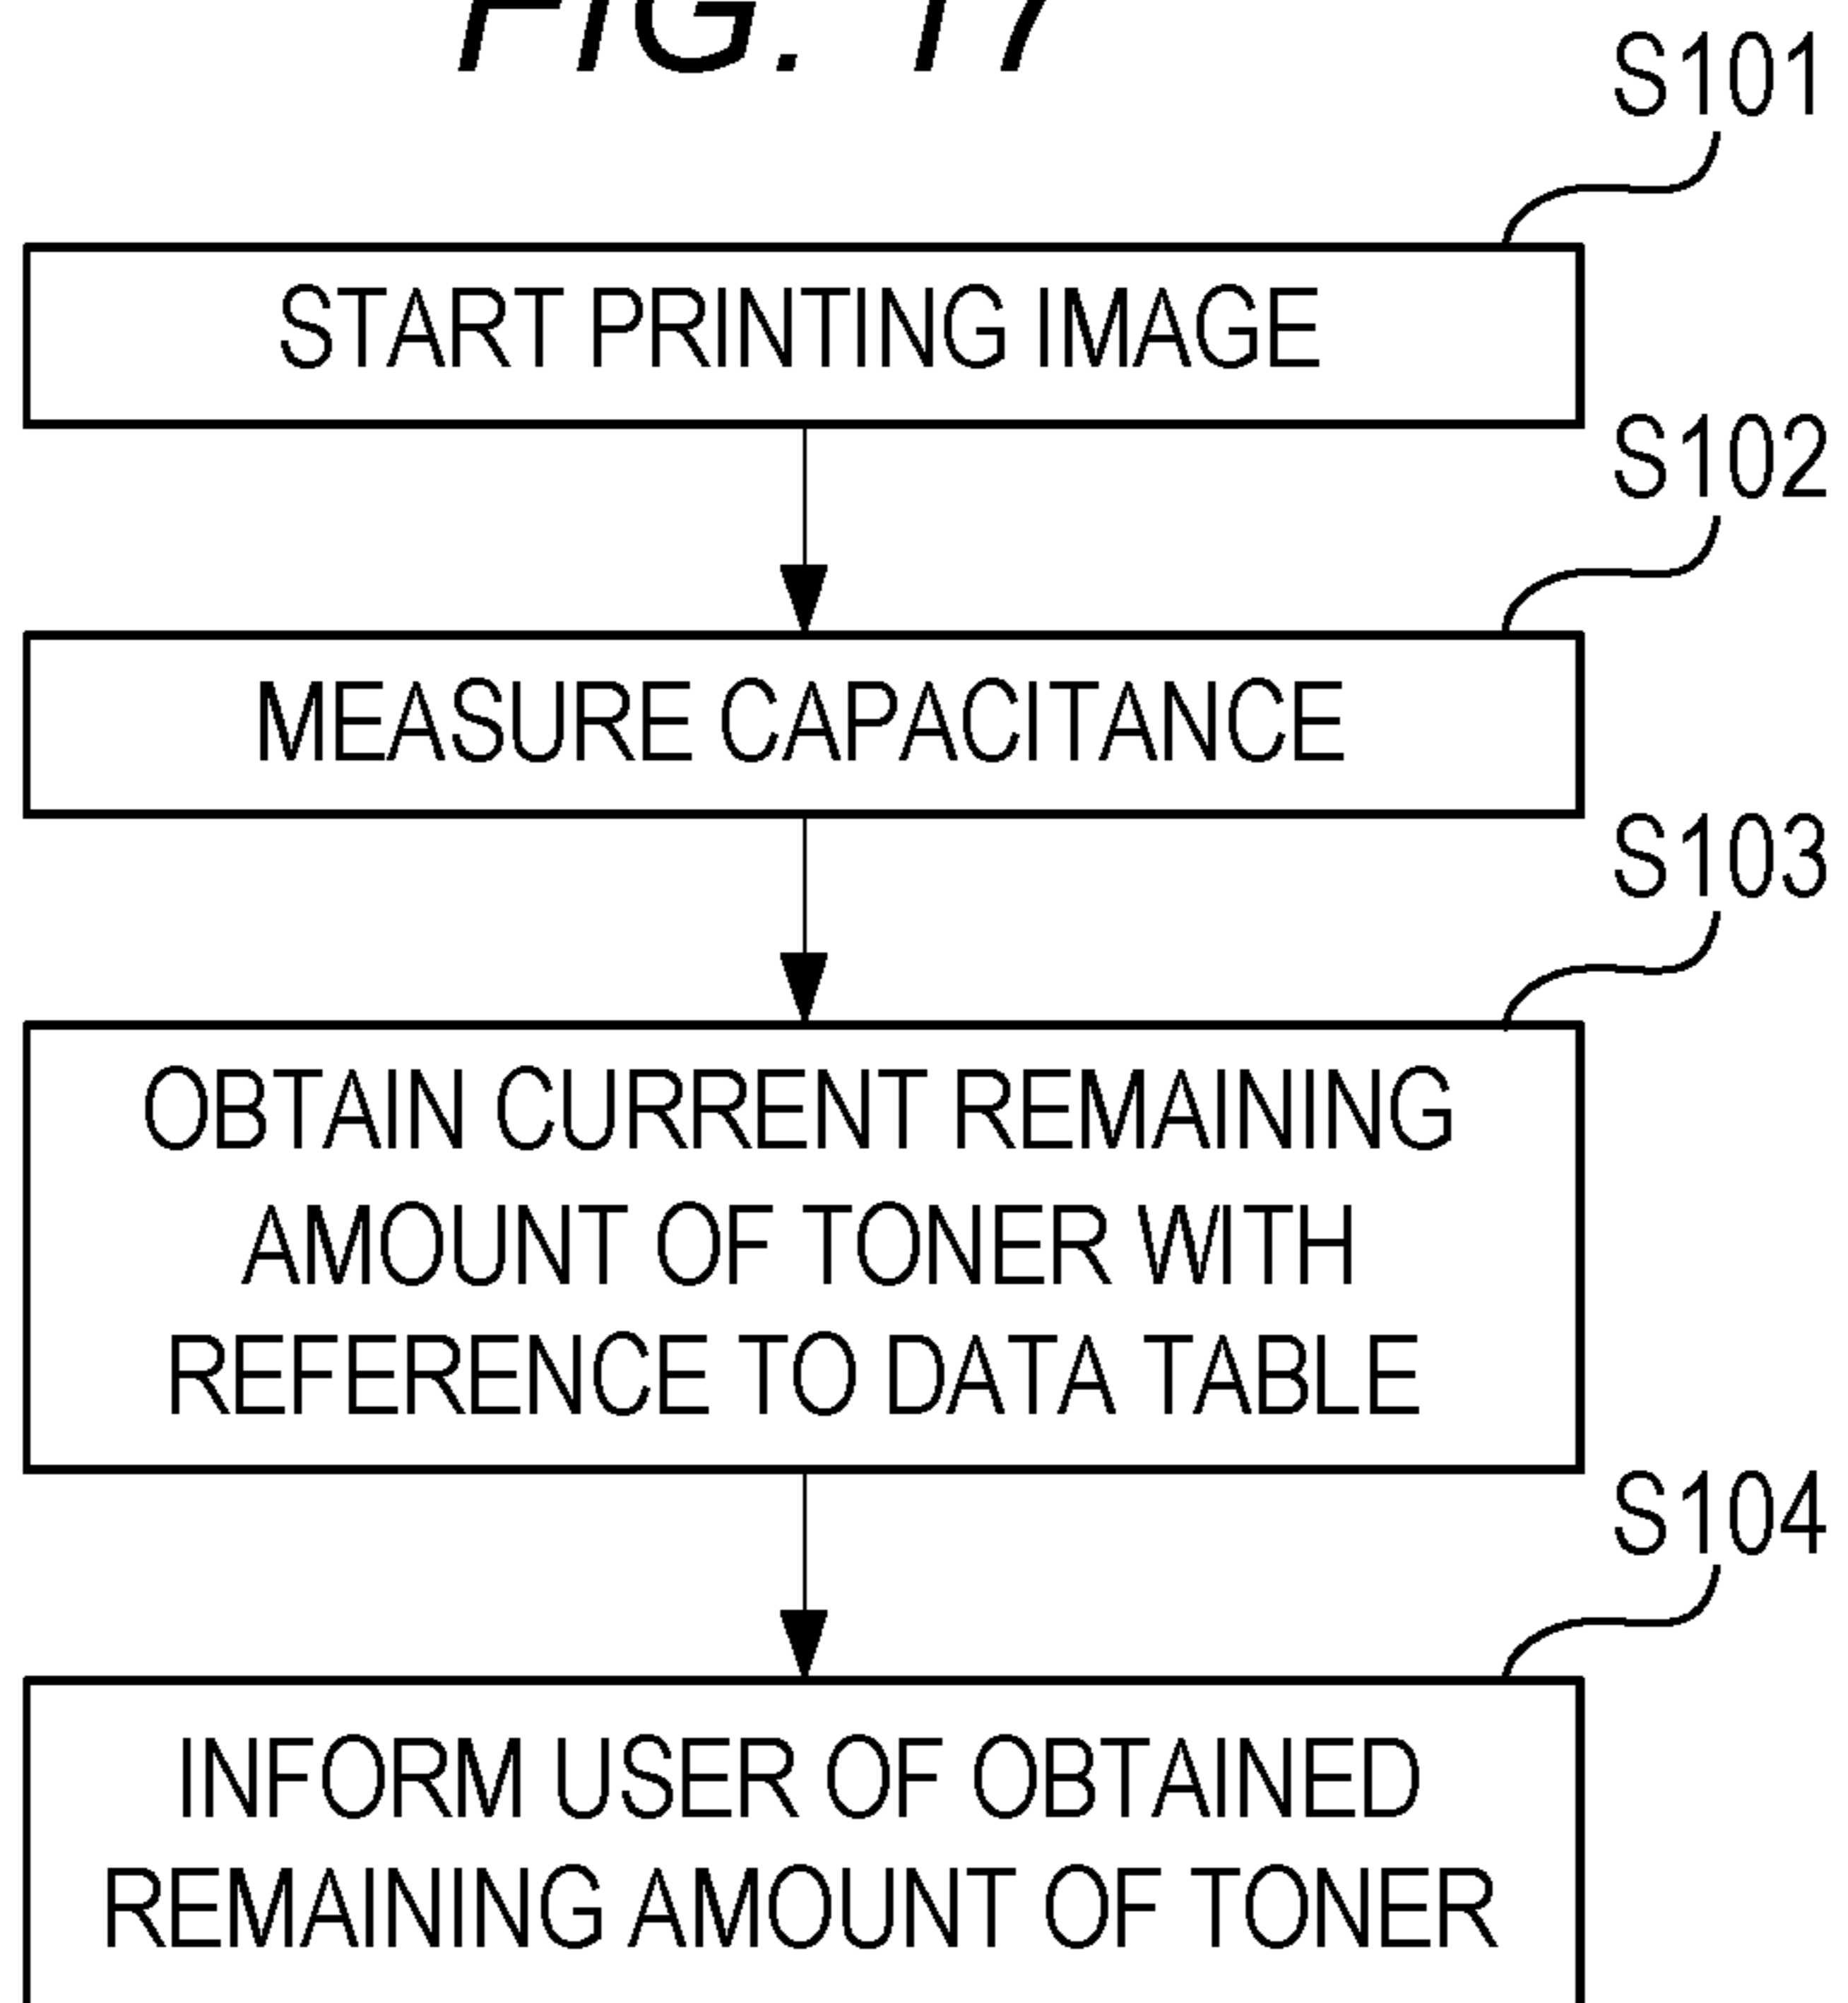 FIG. 17
S101
START PRINTING IMAGE
S102
MEASURE CAPACITANCE
S103
OBTAIN CURRENT REMAINING
AMOUNT OF TONER WITH
REFERENCE TO DATA TABLE
S104
INFORM USER OF OBTAINED
REMAINING AMOUNT OF TONER